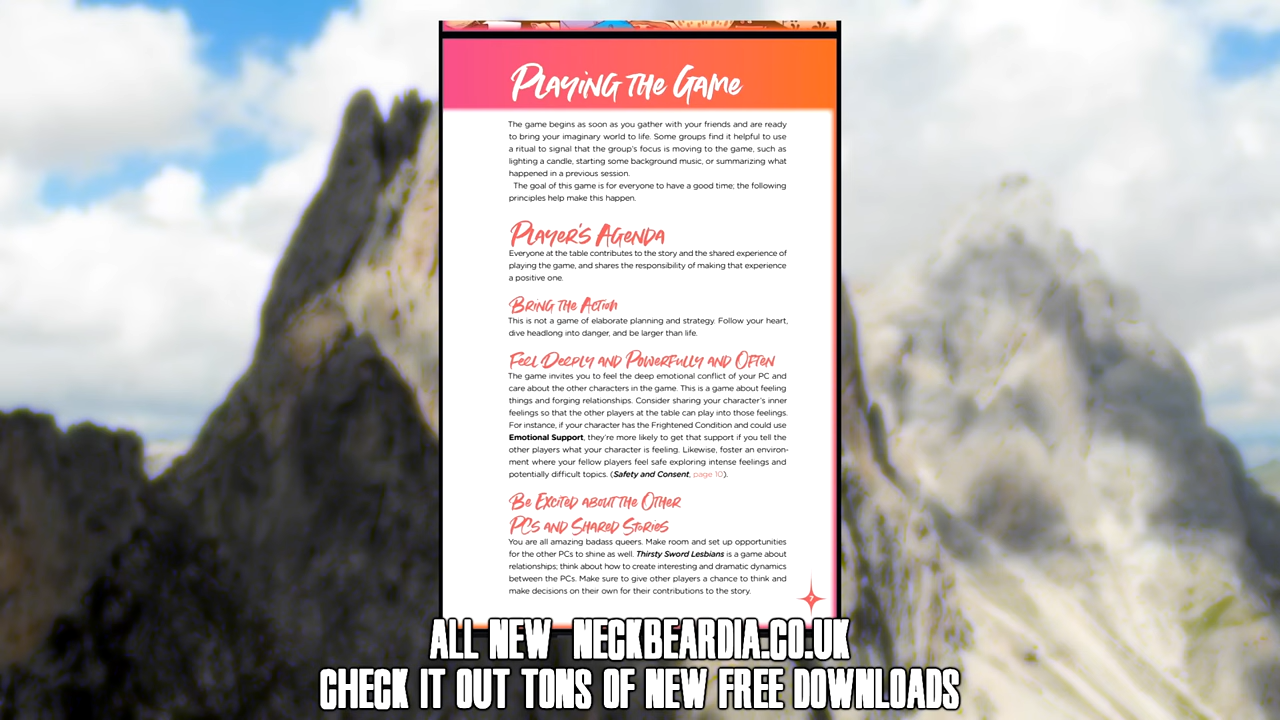 Playing the Game
The game begins as soon as you gather with your friends and are ready
to bring your imaginary world to life. Some groups find it helpful to use
a ritual to signal that the group's focus is moving to the game, such as
lighting a candle, starting some background music, or summarizing what
happened in a previous session.
The goal of this game is for everyone to have a good time; the following
principles help make this happen.
Player's Agenda
Everyone at the table contributes to the story and the shared experience of
playing the game, and shares the responsibility of making that experience
a positive one.
Bring the Action
This is not a game of elaborate planning and strategy. Follow your heart,
dive headlong into danger, and be larger than life.
Feel Deeply and Powerfully and Often
The game invites you to feel the deep emotional conflict of your PC and
care about the other characters in the game. This is a game about feeling
things and forging relationships. Consider sharing your character's inner
feelings so that the other players at the table can play into those feelings.
For instance, if your character has the Frightened Condition and could use
Emotional Support, they're more likely to get that support if you tell the
other players what your character is feeling. Likewise, foster an environ-
ment where your fellow players feel safe exploring intense feelings and
potentially difficult topics. (Safety and Consent, page 10).
Be Excited about the Other
PCs and Shared Stories
You are all amazing badass queers. Make room and set up opportunities
for the other PCs to shine as well. Thirsty Sword Lesbians is a game about
relationships; think about how to create interesting and dramatic dynamics
between the PCs. Make sure to give other players a chance to think and
make decisions on their own for their contributions to the story.
7
ALL NEW NECKBEARDIA.CO.UK
CHECK IT OUT TONS OF NEW FREE DOWNLOADS